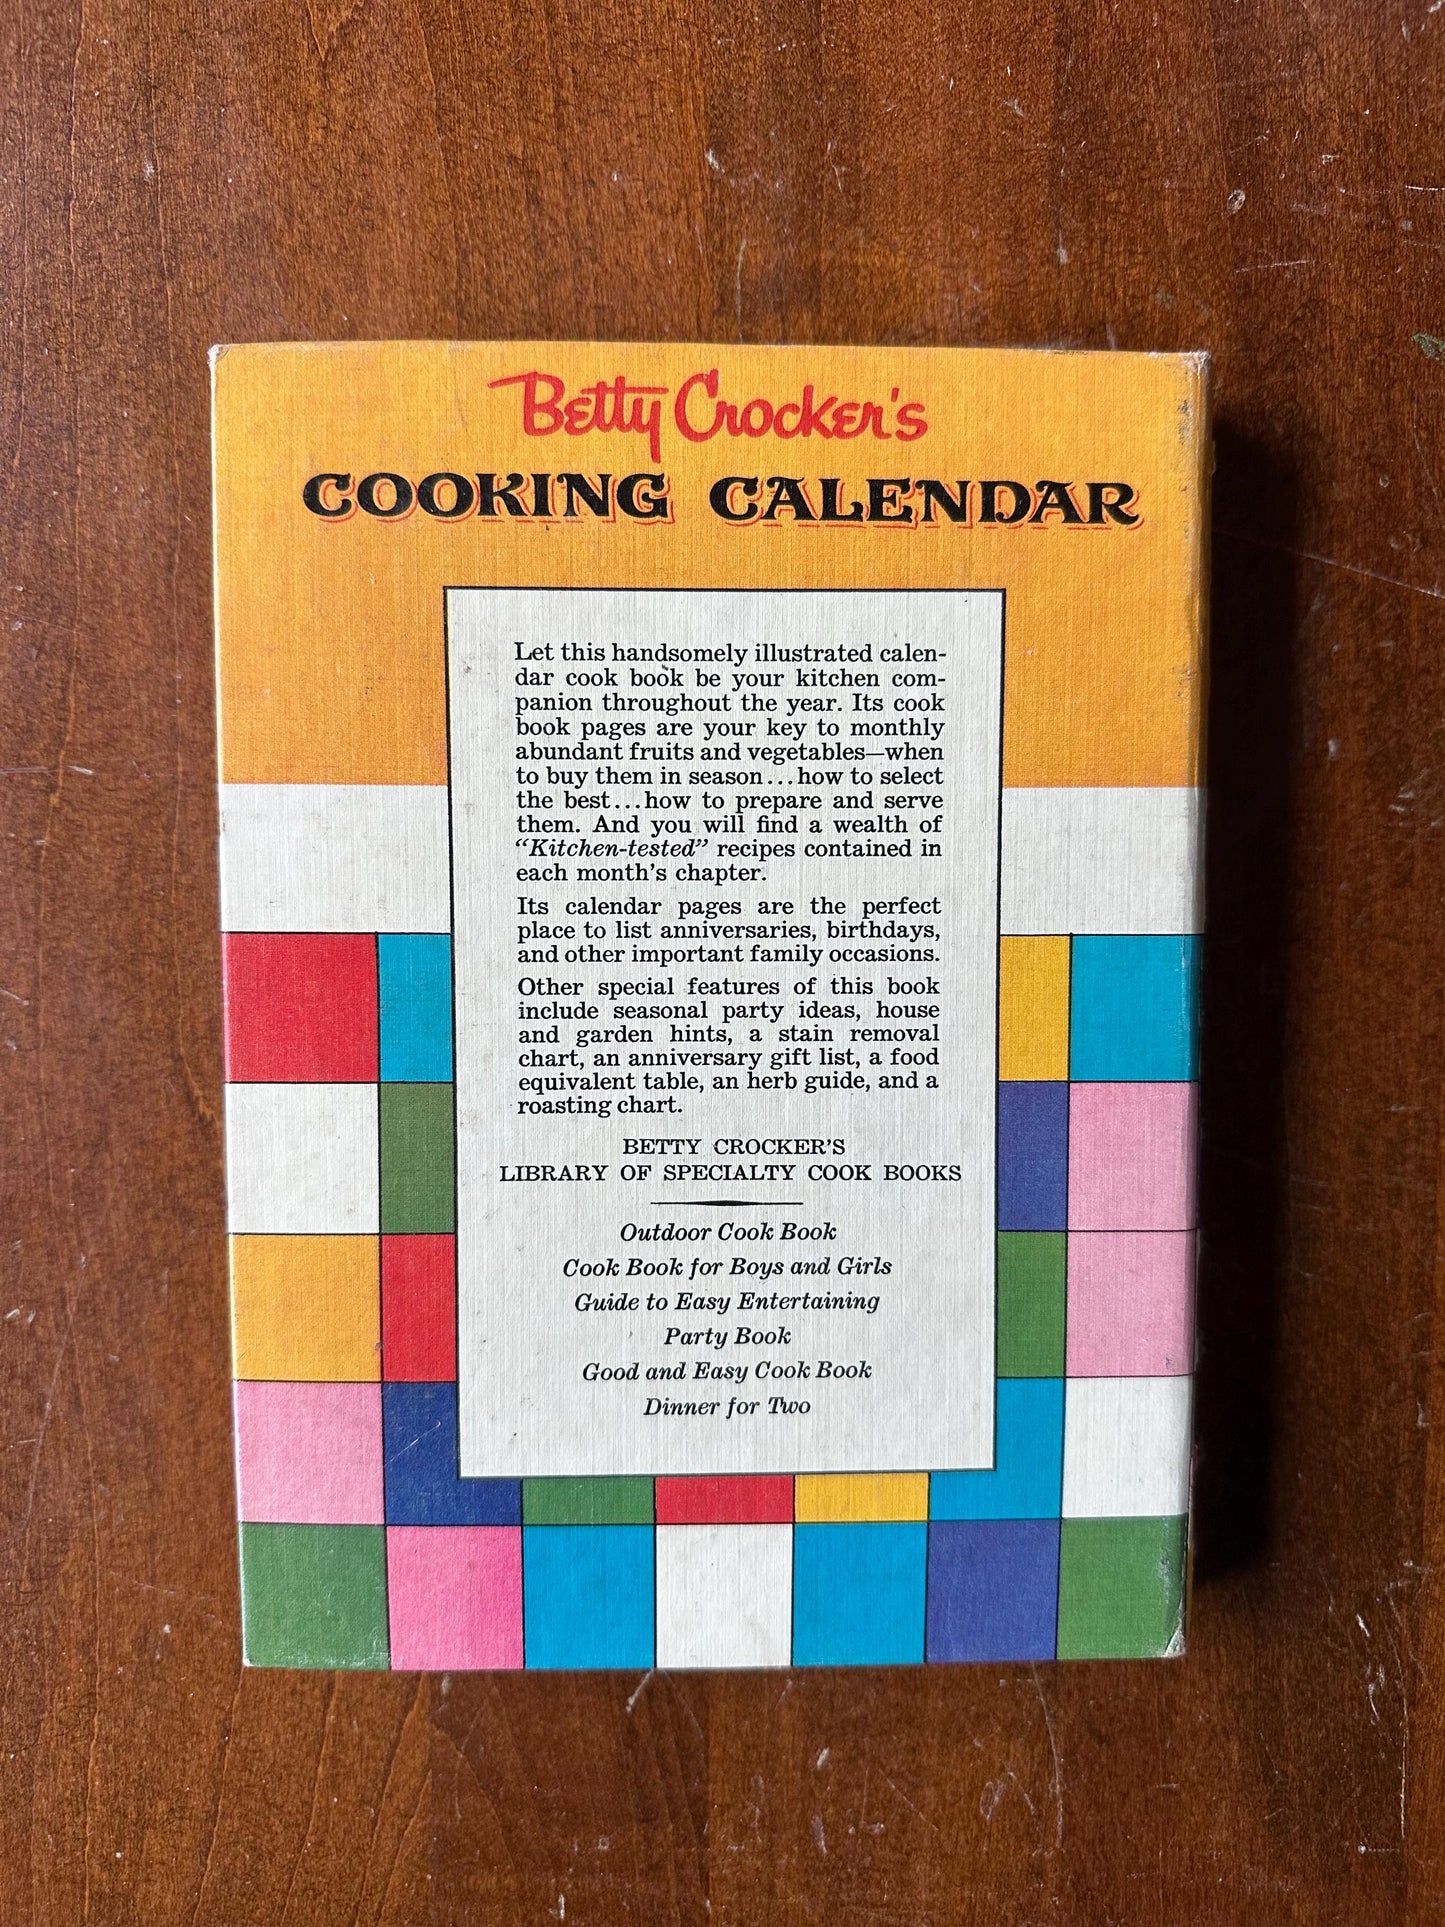 Betty Crocker's
COOKING CALENDAR
Let this handsomely illustrated calen-
dar cook book be your kitchen com-
panion throughout the year. Its cook
book pages are your key to monthly
abundant fruits and vegetables—when
to buy them in season...how to select
the best...how to prepare and serve
them. And you will find a wealth of
“Kitchen-tested” recipes contained in
each month's chapter.
Its calendar pages are the perfect
place to list anniversaries, birthdays,
and other important family occasions.
Other special features of this book
include seasonal party ideas, house
and garden hints, a stain removal
chart, an anniversary gift list, a food
equivalent table, an herb guide, and a
roasting chart.
BETTY CROCKER'S
LIBRARY OF SPECIALTY COOK BOOKS
Outdoor Cook Book
Cook Book for Boys and Girls
Guide to Easy Entertaining
Party Book
Good and Easy Cook Book
Dinner for Two